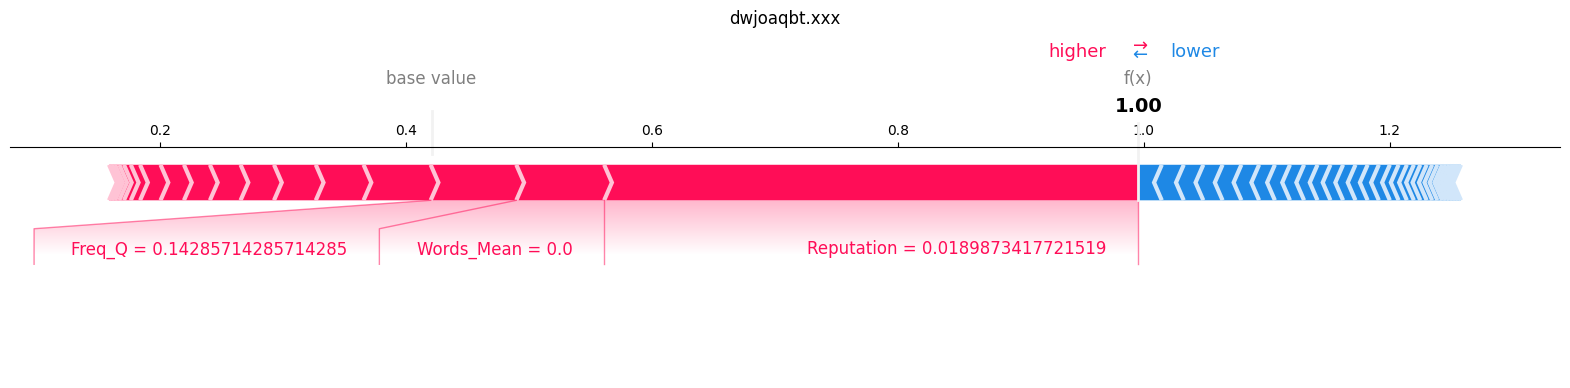 dwjoaqbt.xxx
higher → ← lower
base value f(x)
1.00
0.2 0.4 0.6 0.8 1.0 1.2
Freq_Q = 0.14285714285714285 Words_Mean = 0.0 Reputation = 0.0189873417721519